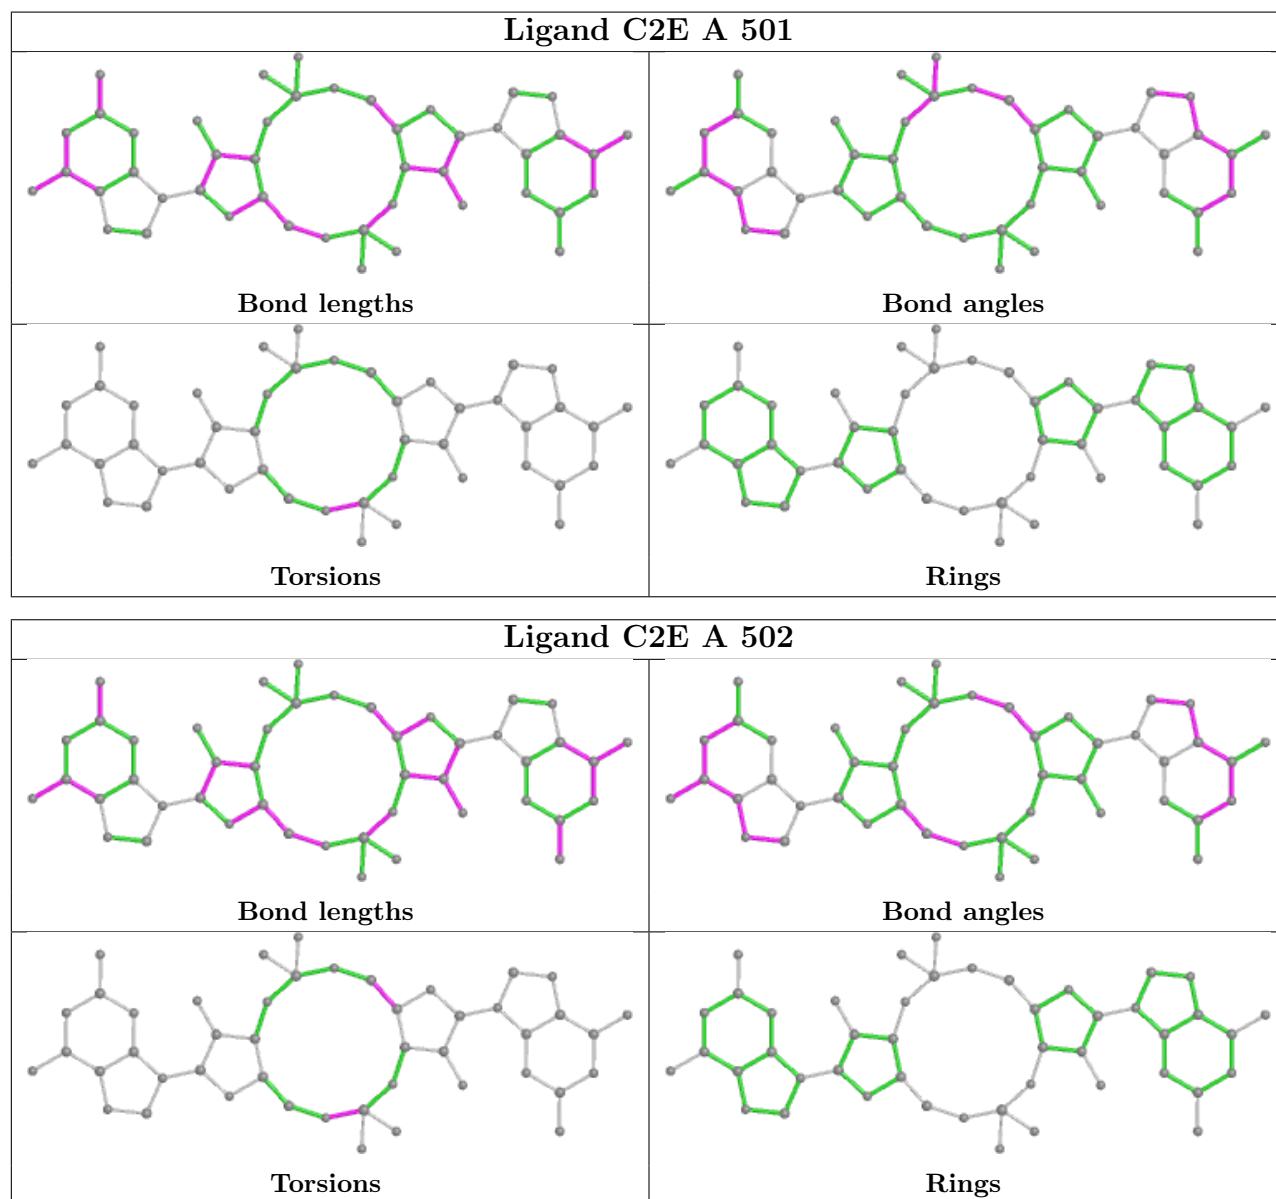 Ligand C2E A 501
Bond lengths
Bond angles
Torsions
Rings
Ligand C2E A 502
Bond lengths
Bond angles
Torsions
Rings